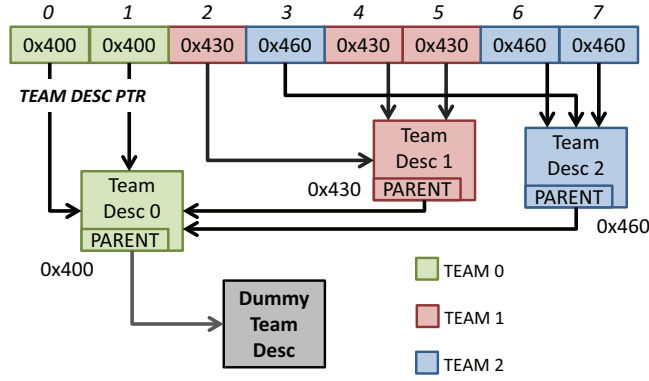 0 1 2 3 4 5 6 7
0x400 0x400 0x430 0x460 0x430 0x430 0x460 0x460
TEAM DESC PTR
Team
Desc 1
PARENT
0x430
Team
Desc 2
PARENT
0x460
Team
Desc 0
PARENT
0x400
Dummy
Team
Desc
TEAM 0
TEAM 1
TEAM 2